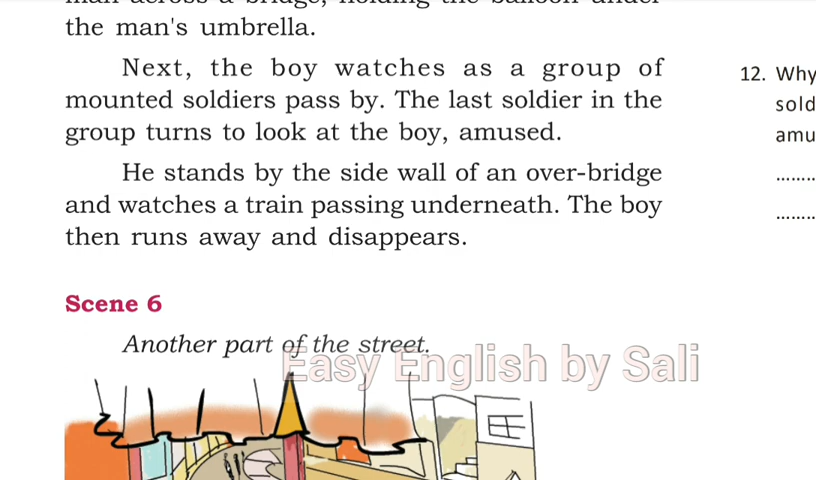 the man's umbrella.
Next, the boy watches as a group of
mounted soldiers pass by. The last soldier in the
group turns to look at the boy, amused.
He stands by the side wall of an over-bridge
and watches a train passing underneath. The boy
then runs away and disappears.
Scene 6
Another part of the street.
Easy English by Sali
12. Why
sold
amu
........
........